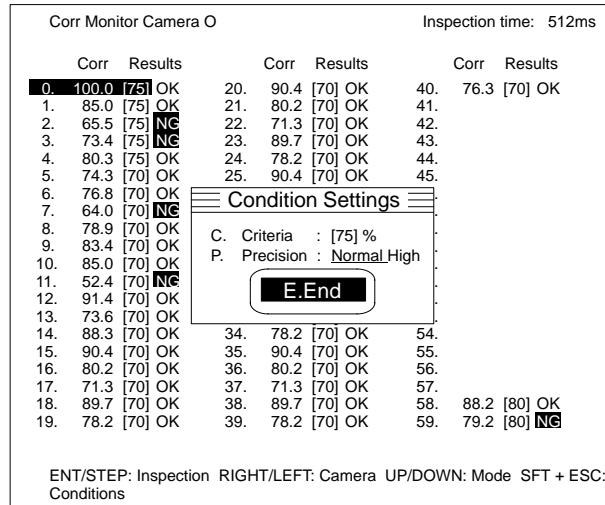 Corr Monitor Camera O Inspection time: 512ms
Corr Results Corr Results Corr Results
0. 100.0 [75] OK 20. 90.4 [70] OK 40. 76.3 [70] OK
1. 85.0 [75] OK 21. 80.2 [70] OK 41.
2. 65.5 [75] NG 22. 71.3 [70] OK 42.
3. 73.4 [75] NG 23. 89.7 [70] OK 43.
4. 80.3 [75] OK 24. 78.2 [70] OK 44.
5. 74.3 [70] OK 25. 90.4 [70] OK 45.
6. 76.8 [70] OK
7. 64.0 [70] NG
8. 78.9 [70] OK
9. 83.4 [70] OK
10. 85.0 [70] OK
11. 52.4 [70] NG
12. 91.4 [70] OK
13. 73.6 [70] OK
Condition Settings
C. Criteria : [75] %
P. Precision : Normal High
E.End
14. 88.3 [70] OK 34. 78.2 [70] OK 54.
15. 90.4 [70] OK 35. 90.4 [70] OK 55.
16. 80.2 [70] OK 36. 80.2 [70] OK 56.
17. 71.3 [70] OK 37. 71.3 [70] OK 57.
18. 89.7 [70] OK 38. 89.7 [70] OK 58. 88.2 [80] OK
19. 78.2 [70] OK 39. 78.2 [70] OK 59. 79.2 [80] NG
ENT/STEP: Inspection RIGHT/LEFT: Camera UP/DOWN: Mode SFT + ESC:
Conditions